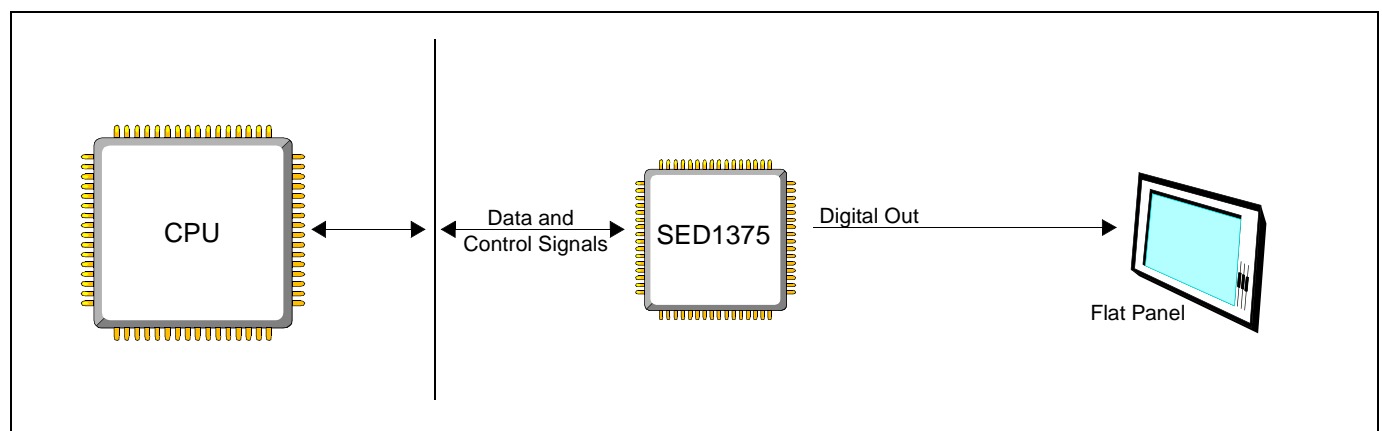 CPU
Data and
Control Signals
SED1375
Digital Out
Flat Panel